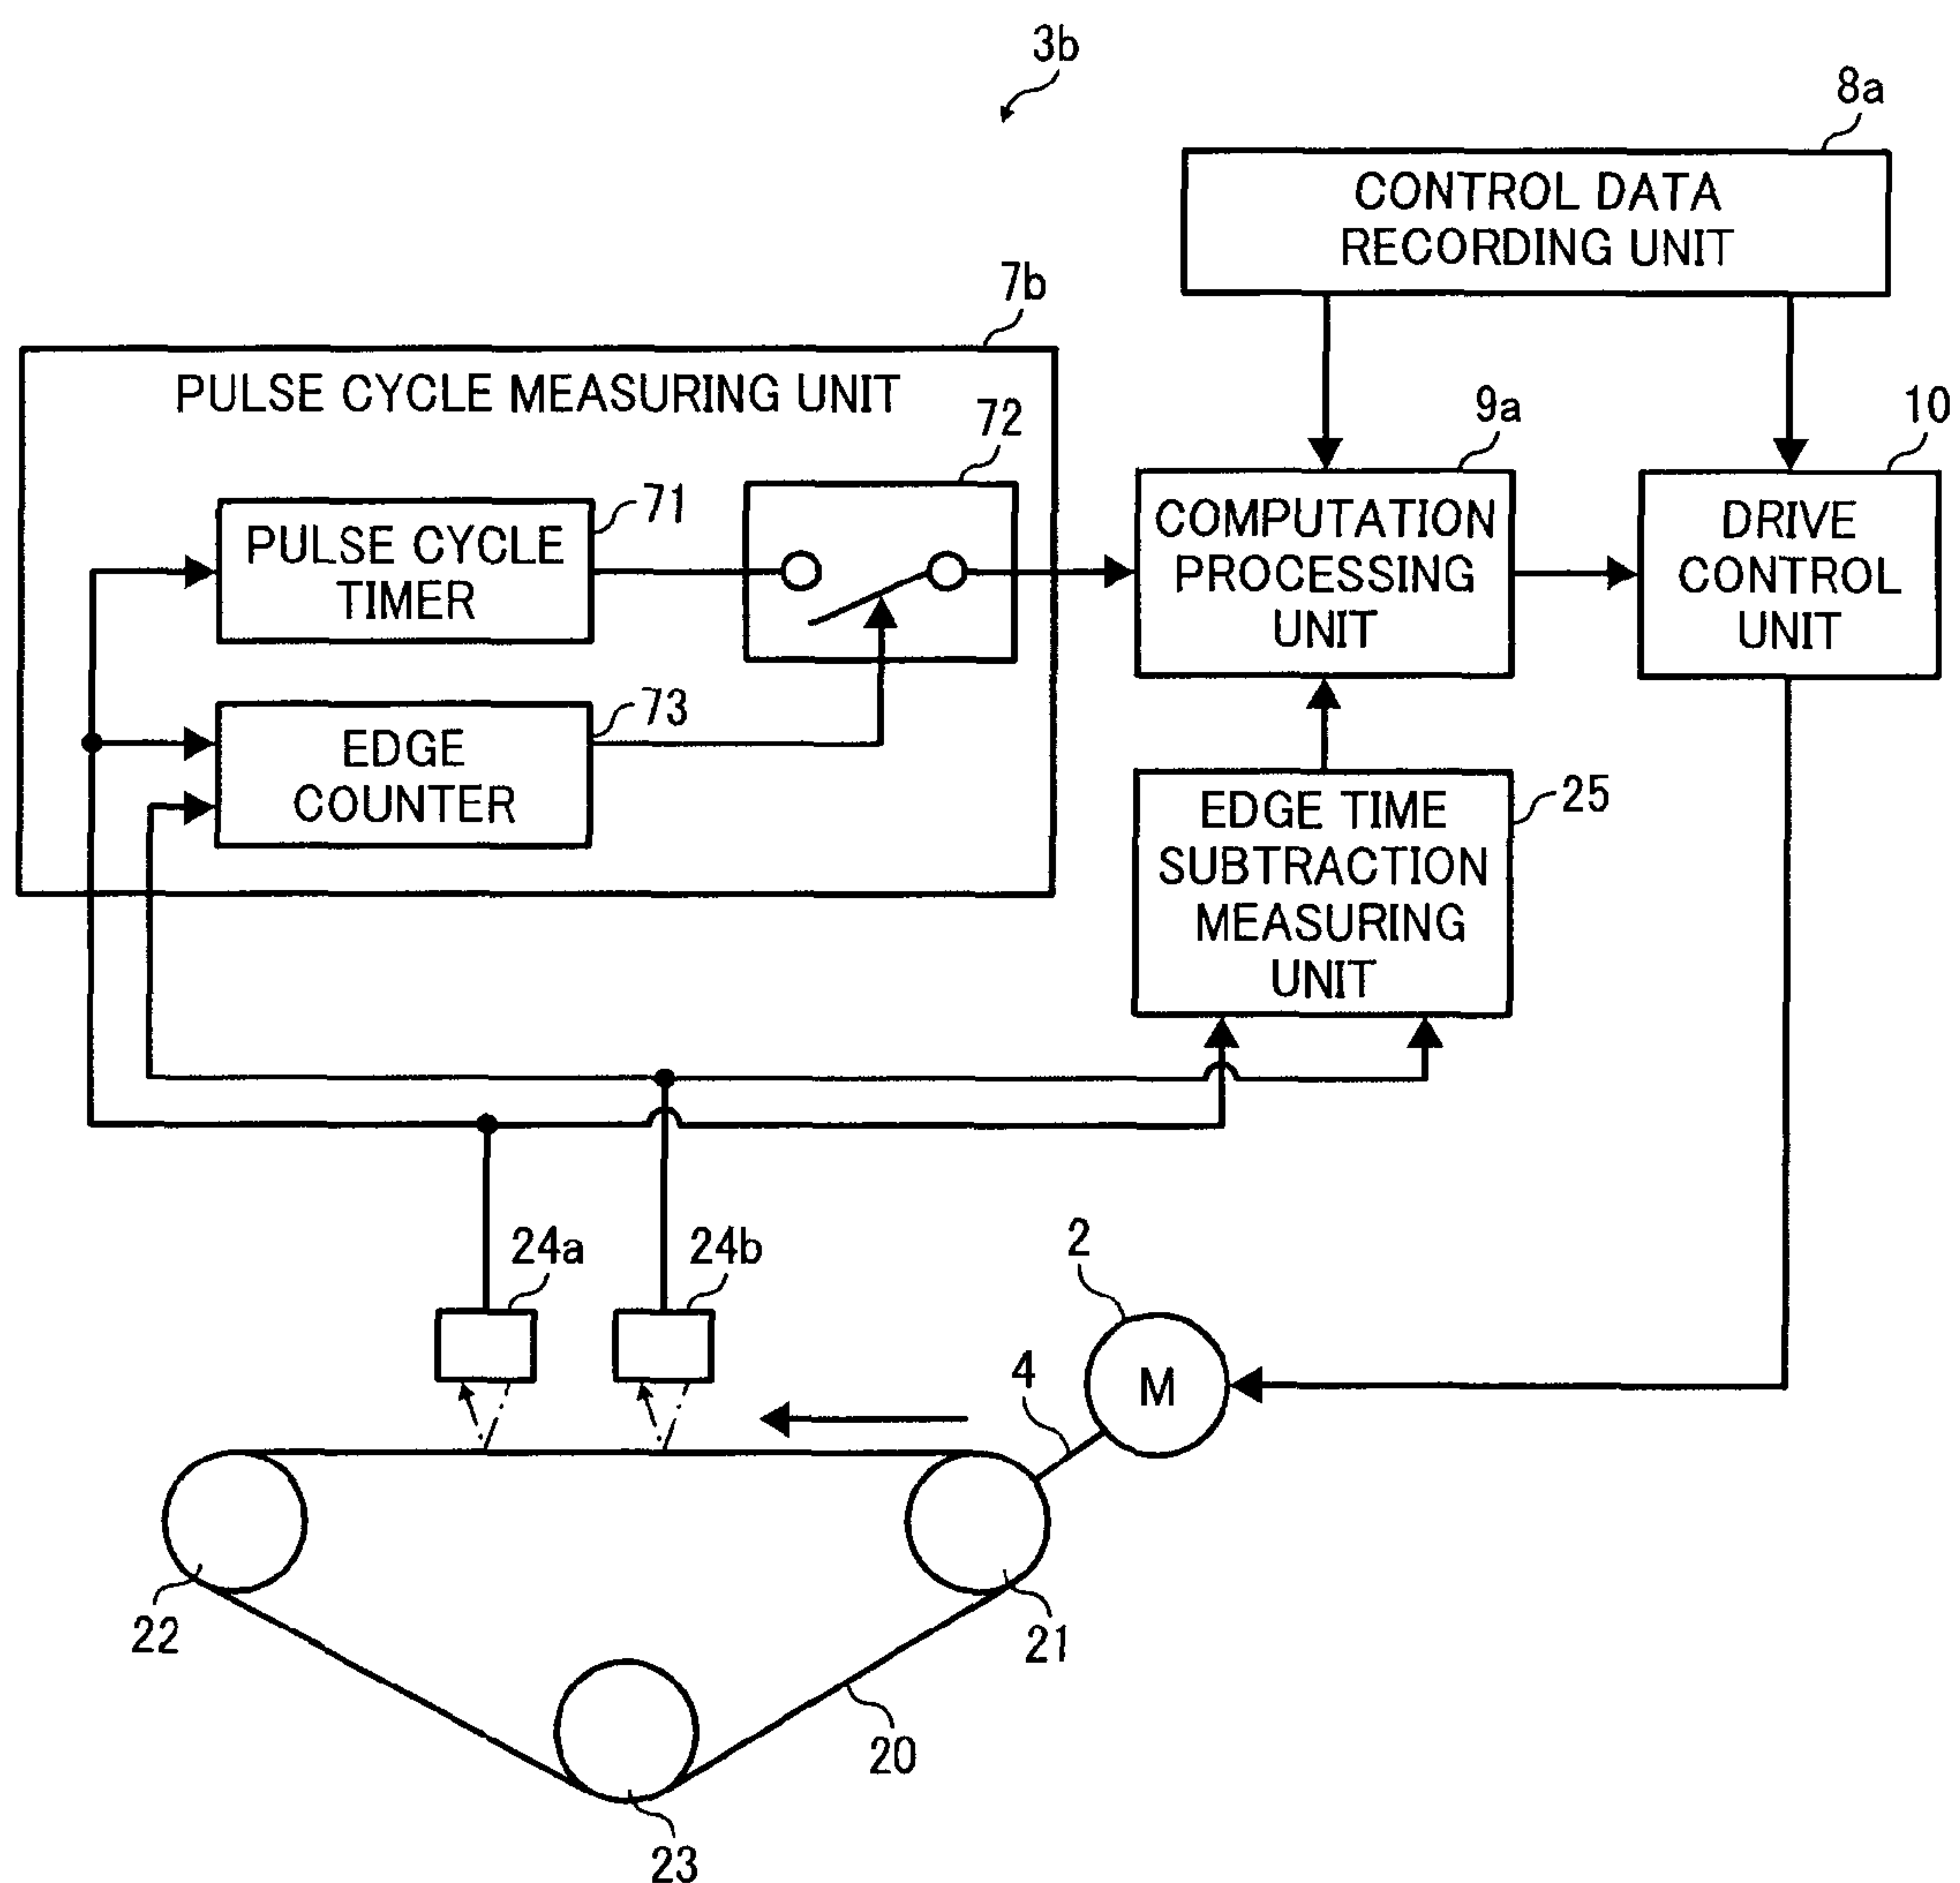 3b
8a
CONTROL DATA
RECORDING UNIT
7b
PULSE CYCLE MEASURING UNIT
72
9a
10
71
PULSE CYCLE
TIMER
COMPUTATION
PROCESSING
UNIT
DRIVE
CONTROL
UNIT
73
EDGE
COUNTER
25
EDGE TIME
SUBTRACTION
MEASURING
UNIT
24a
24b
2
4
M
22
21
20
23